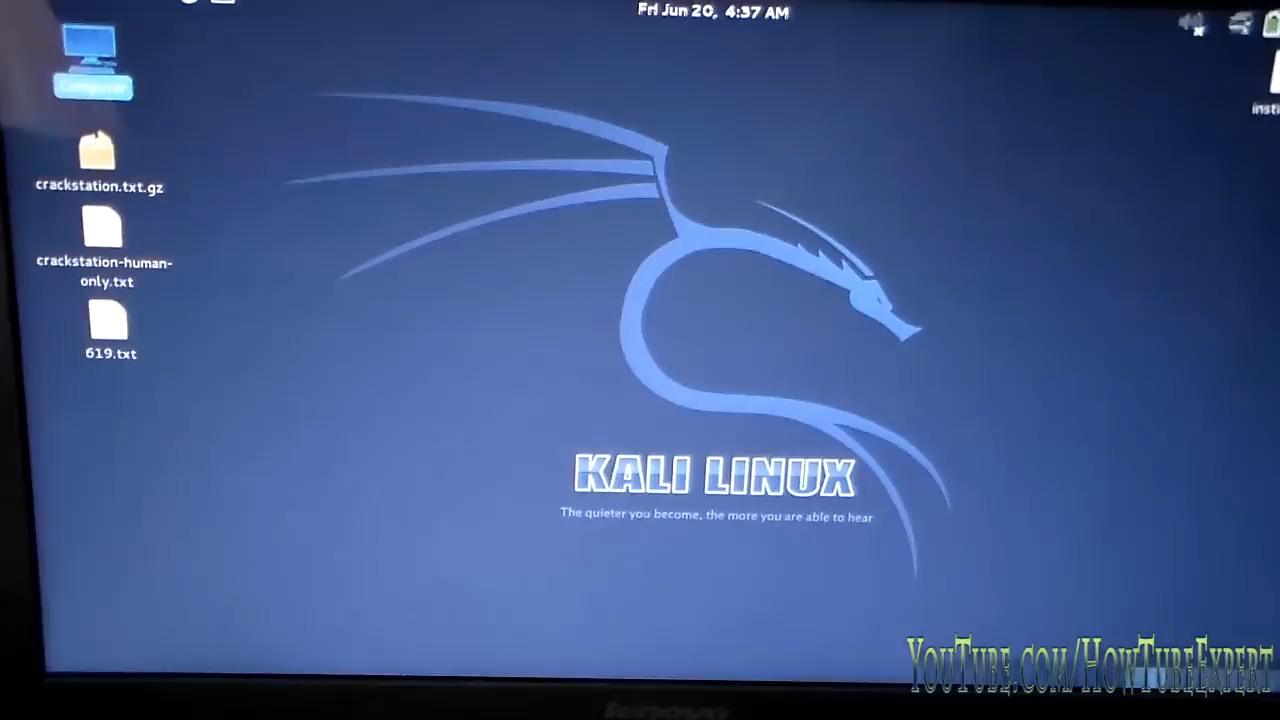 Fri Jun 20, 4:37 AM
Computer
crackstation.txt.gz
crackstation-human-
only.txt
619.txt
KALI LINUX
The quieter you become, the more you are able to hear
YouTube.com/HowTubeExpert
lenovo